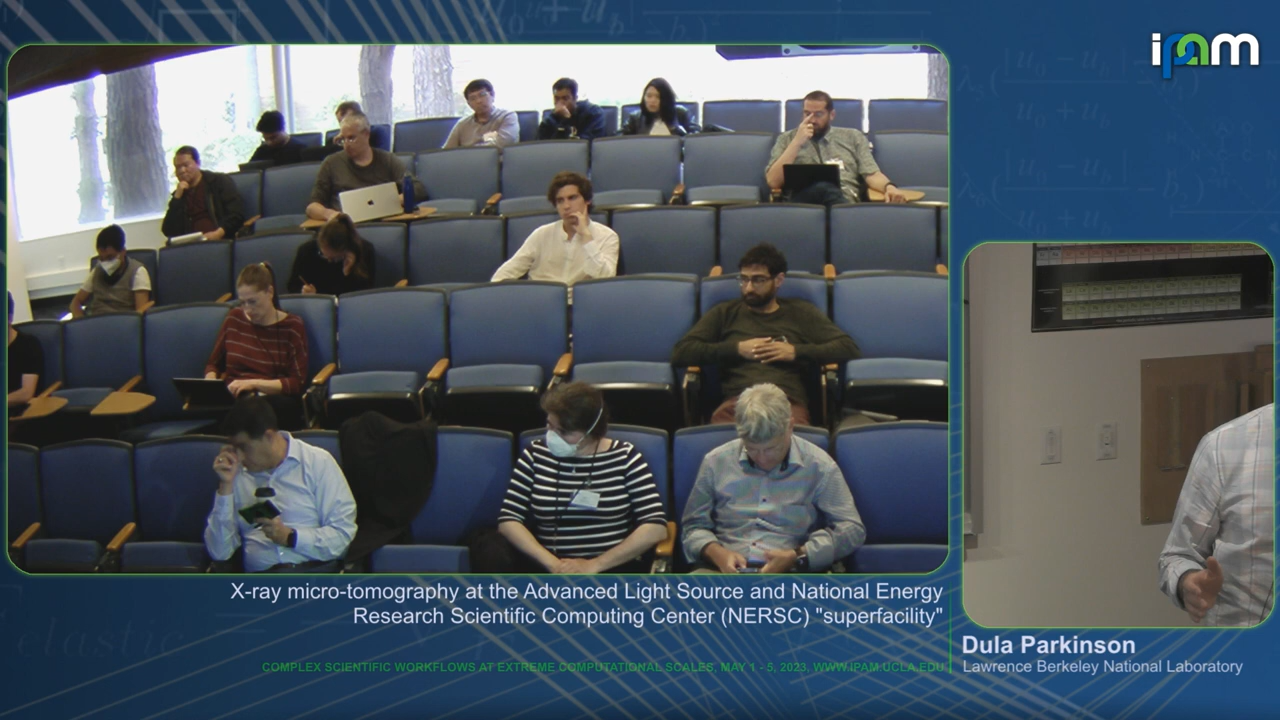 ipam
X-ray micro-tomography at the Advanced Light Source and National Energy
Research Scientific Computing Center (NERSC) "superfacility"
Dula Parkinson
COMPLEX SCIENTIFIC WORKFLOWS AT EXTREME COMPUTATIONAL SCALES, MAY 1 - 5, 2023, WWW.IPAM.UCLA.EDU
Lawrence Berkeley National Laboratory